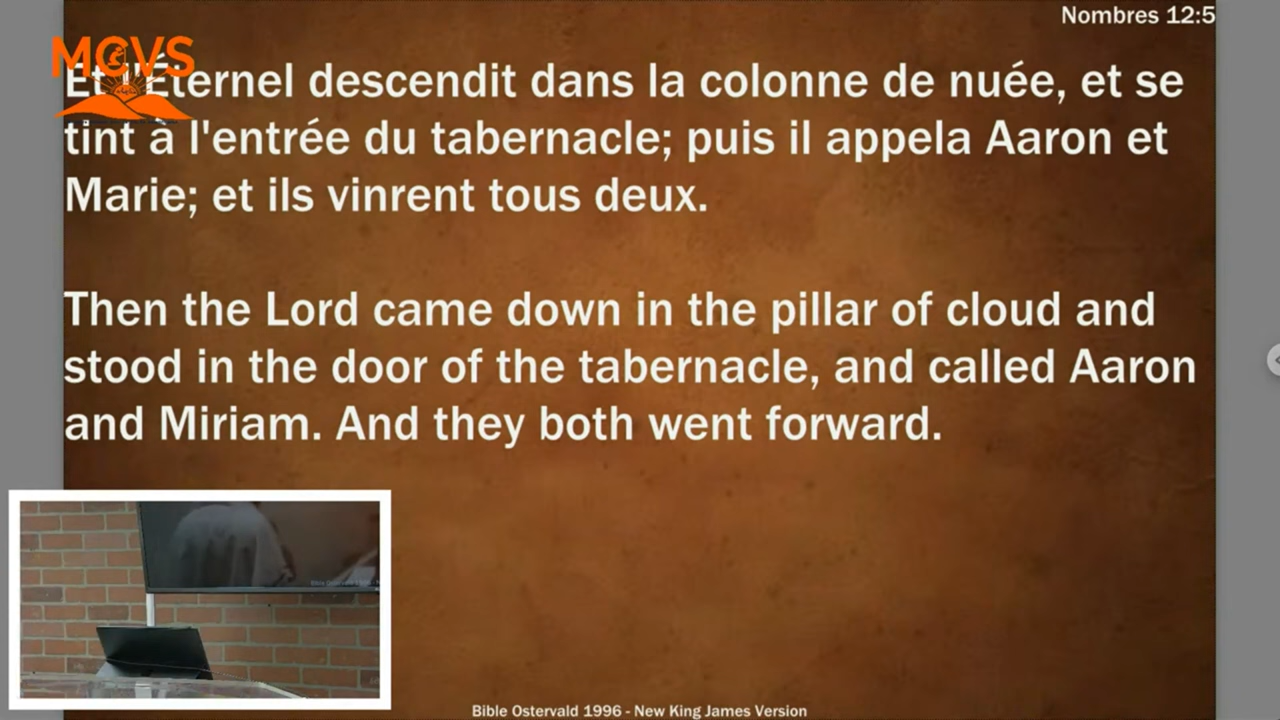 Nombres 12:5
MCVS
Et l'Éternel descendit dans la colonne de nuée, et se
tint à l'entrée du tabernacle; puis il appela Aaron et
Marie; et ils vinrent tous deux.
Then the Lord came down in the pillar of cloud and
stood in the door of the tabernacle, and called Aaron
and Miriam. And they both went forward.
Bible Ostervald 1996 - New King James Version